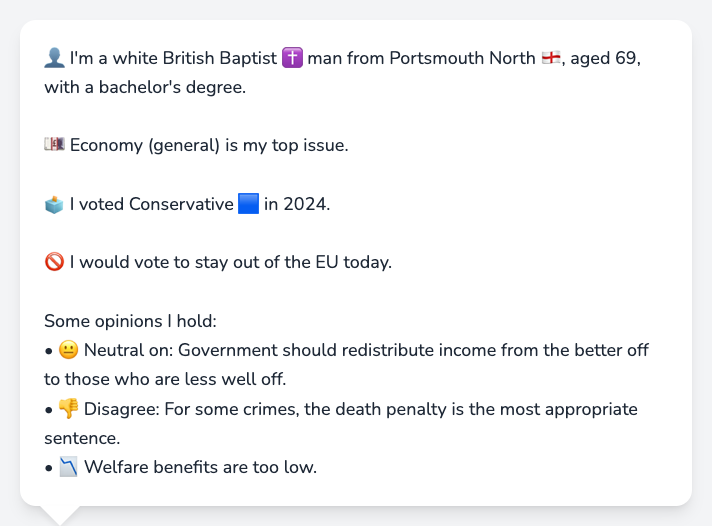 👤 I'm a white British Baptist ✝️ man from Portsmouth North 🏴󠁧󠁢󠁥󠁮󠁧󠁿, aged 69,
with a bachelor's degree.
💷 Economy (general) is my top issue.
🗳️ I voted Conservative 🟦 in 2024.
🚫 I would vote to stay out of the EU today.
Some opinions I hold:
• 😐 Neutral on: Government should redistribute income from the better off
to those who are less well off.
• 👎 Disagree: For some crimes, the death penalty is the most appropriate
sentence.
• 📉 Welfare benefits are too low.